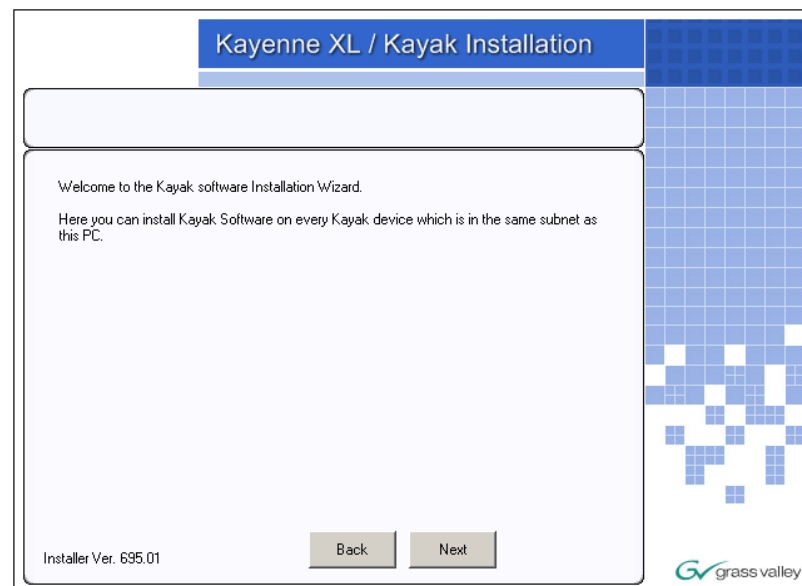 Kayenne XL / Kayak Installation
Welcome to the Kayak software Installation Wizard.
Here you can install Kayak Software on every Kayak device which is in the same subnet as
this PC.
Installer Ver. 695.01
Back
Next
GV grass valley